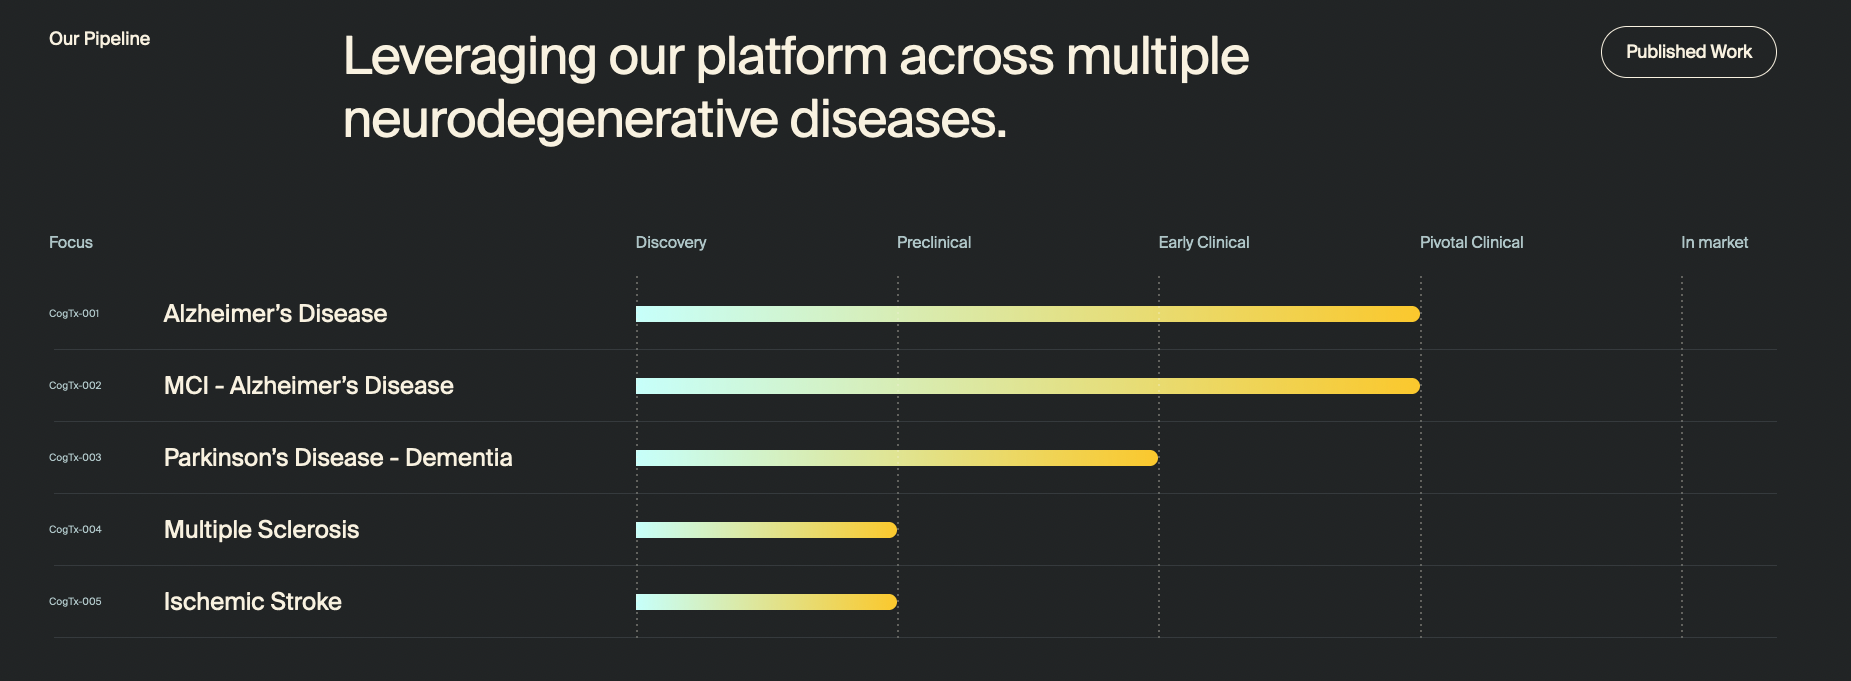 Our Pipeline
Leveraging our platform across multiple
neurodegenerative diseases.
Published Work
Focus
Discovery
Preclinical
Early Clinical
Pivotal Clinical
In market
CogTx-001
Alzheimer’s Disease
CogTx-002
MCI - Alzheimer’s Disease
CogTx-003
Parkinson’s Disease - Dementia
CogTx-004
Multiple Sclerosis
CogTx-005
Ischemic Stroke